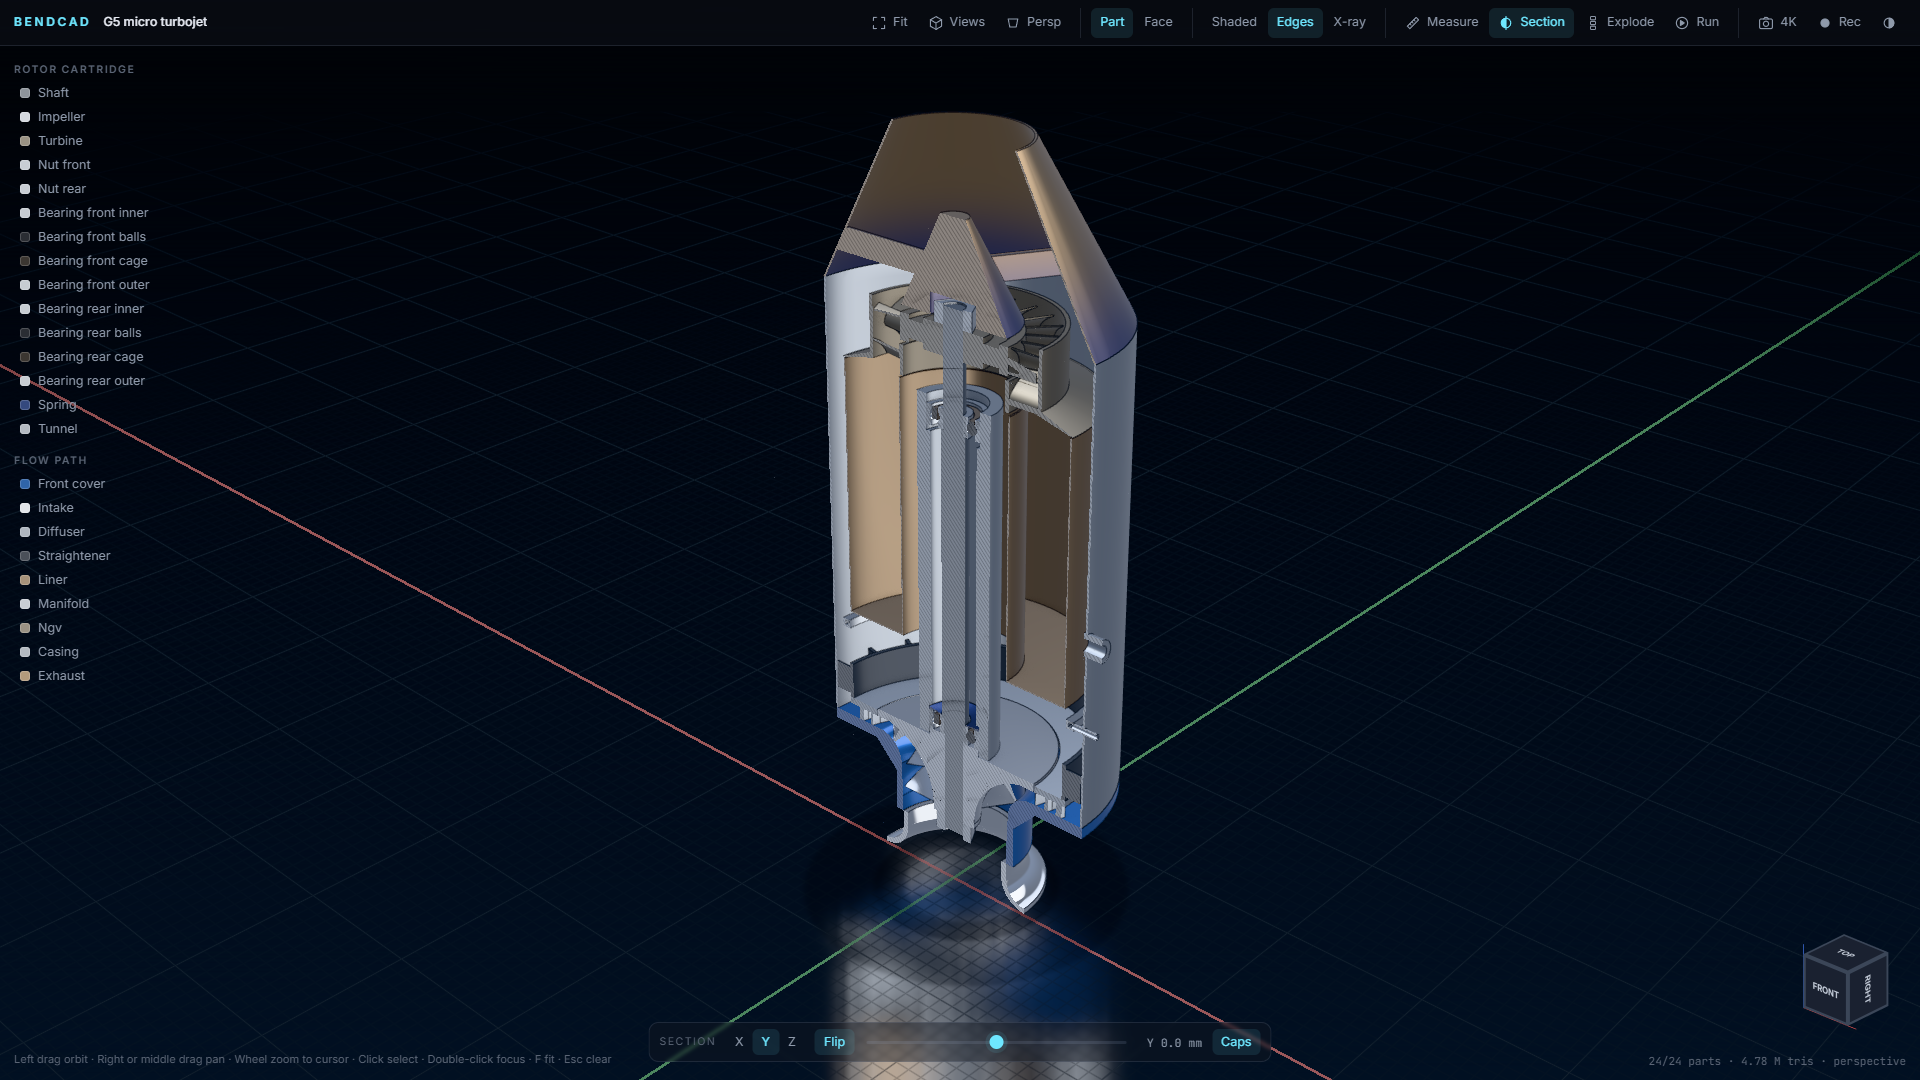 BENDCAD G5 micro turbojet Fit Views Persp Part Face Shaded Edges X-ray Measure Section Explode Run 4K Rec
ROTOR CARTRIDGE
Shaft
Impeller
Turbine
Nut front
Nut rear
Bearing front inner
Bearing front balls
Bearing front cage
Bearing front outer
Bearing rear inner
Bearing rear balls
Bearing rear cage
Bearing rear outer
Spring
Tunnel
FLOW PATH
Front cover
Intake
Diffuser
Straightener
Liner
Manifold
Ngv
Casing
Exhaust
TOP
FRONT
RIGHT
SECTION X Y Z Flip Y 0.0 mm Caps
Left drag orbit · Right or middle drag pan · Wheel zoom to cursor · Click select · Double-click focus · F fit · Esc clear
24/24 parts · 4.78 M tris · perspective